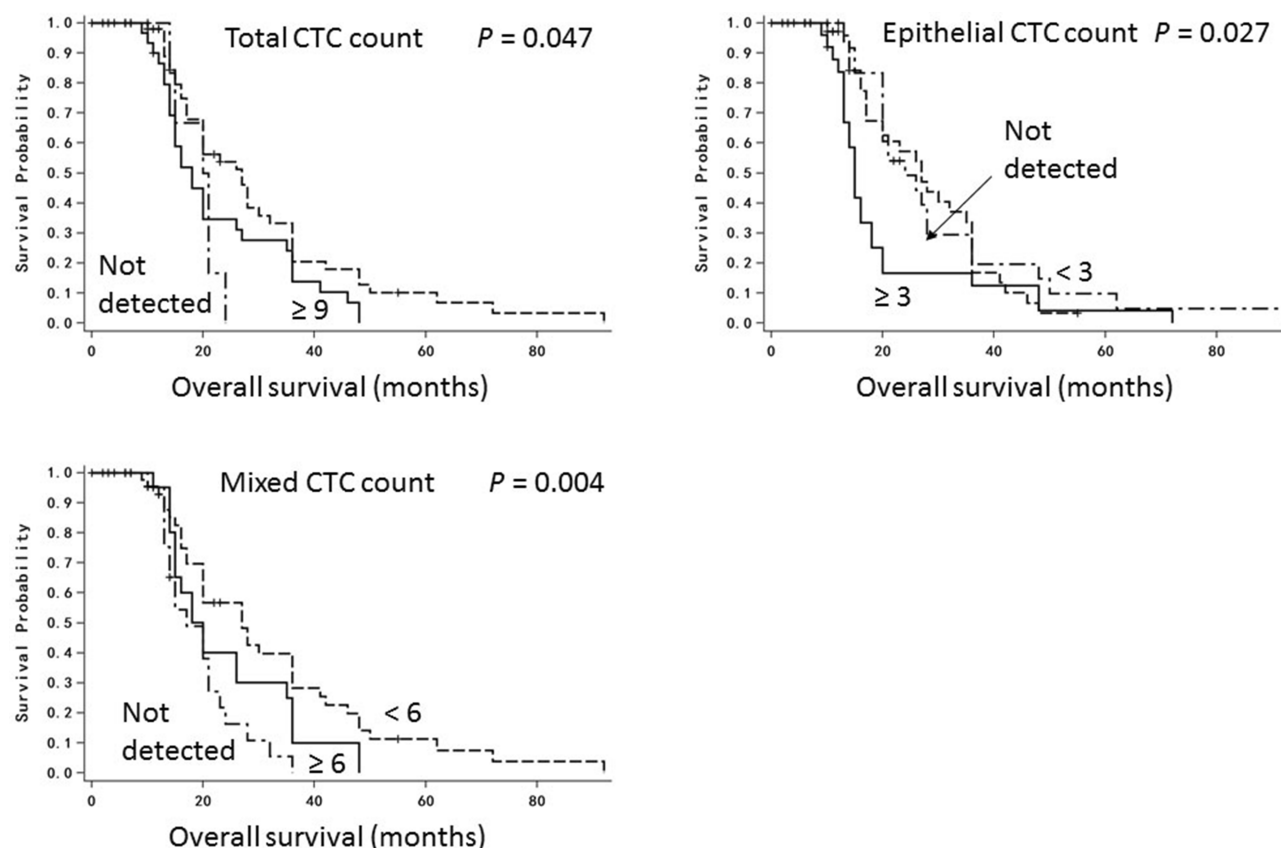 Total CTC count P = 0.047
Survival Probability
1.0
0.9
0.8
0.7
0.6
0.5
0.4
0.3
0.2
0.1
0.0
Not
detected
≥ 9
0 20 40 60 80
Overall survival (months)
Epithelial CTC count P = 0.027
Survival Probability
1.0
0.9
0.8
0.7
0.6
0.5
0.4
0.3
0.2
0.1
0.0
Not
detected
< 3
≥ 3
0 20 40 60 80
Overall survival (months)
Mixed CTC count P = 0.004
Survival Probability
1.0
0.9
0.8
0.7
0.6
0.5
0.4
0.3
0.2
0.1
0.0
Not
detected
< 6
≥ 6
0 20 40 60 80
Overall survival (months)